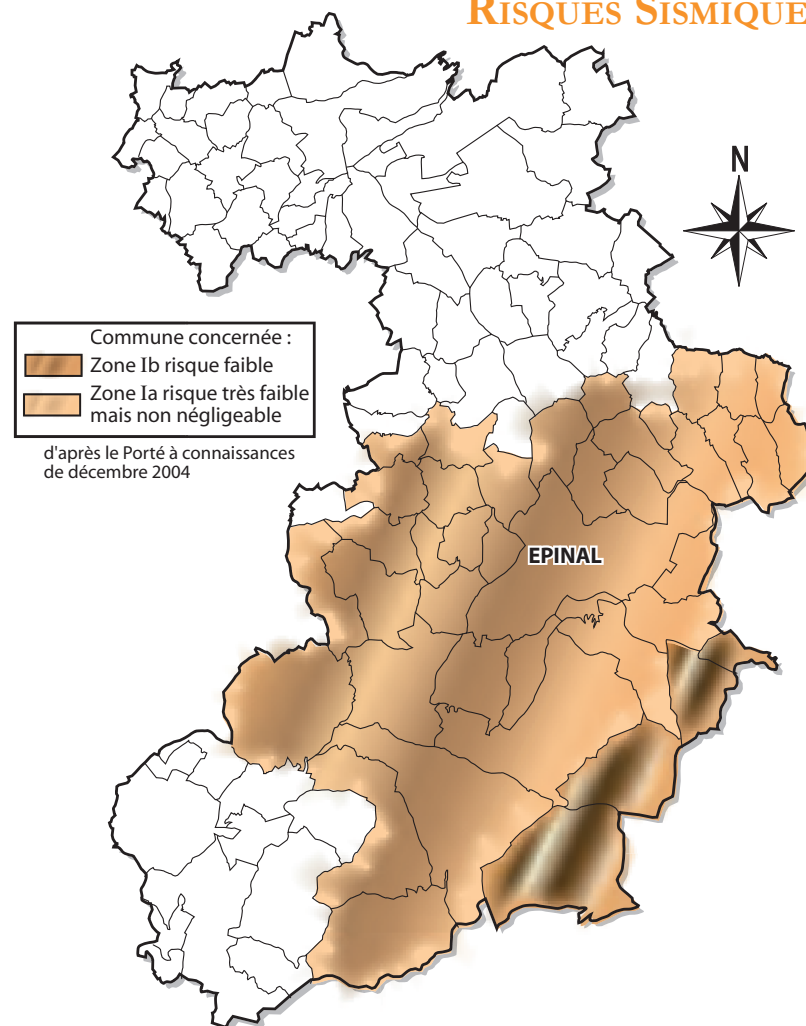 RISQUES SISMIQUE
N
Commune concernée :
Zone Ib risque faible
Zone Ia risque très faible
mais non négligeable
d'après le Porté à connaissances
de décembre 2004
EPINAL